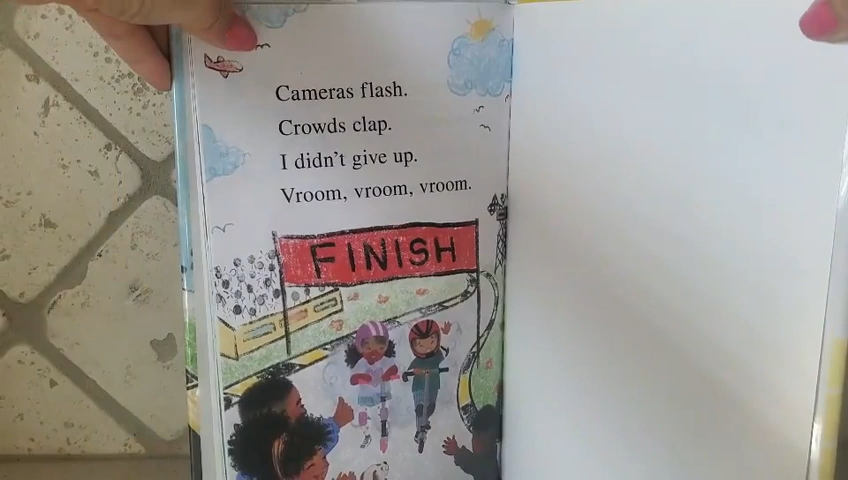 Cameras flash.
Crowds clap.
I didn't give up.
Vroom, vroom, vroom.
FINISH